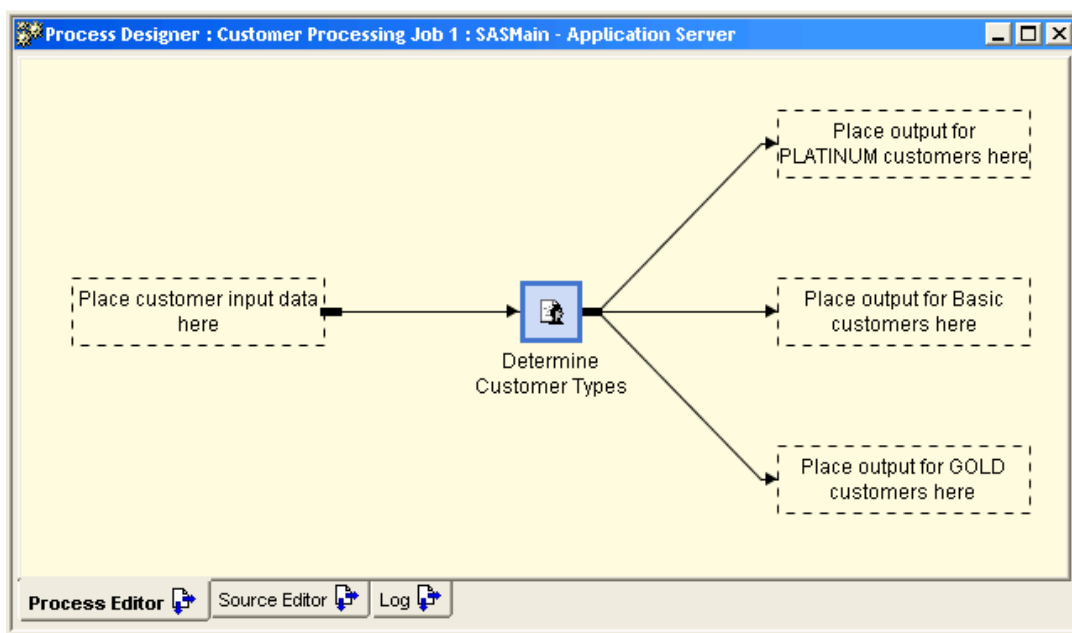 Process Designer : Customer Processing Job 1 : SASMain - Application Server
Place output for
PLATINUM customers here
Place customer input data
here
Determine
Customer Types
Place output for Basic
customers here
Place output for GOLD
customers here
Process Editor
Source Editor
Log